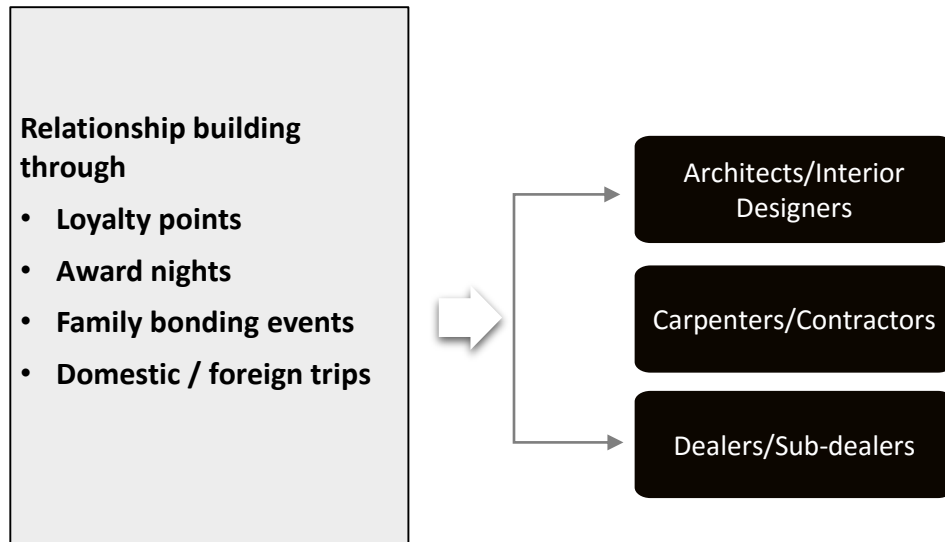 Relationship building
through
• Loyalty points
• Award nights
• Family bonding events
• Domestic / foreign trips
Architects/Interior
Designers
Carpenters/Contractors
Dealers/Sub-dealers